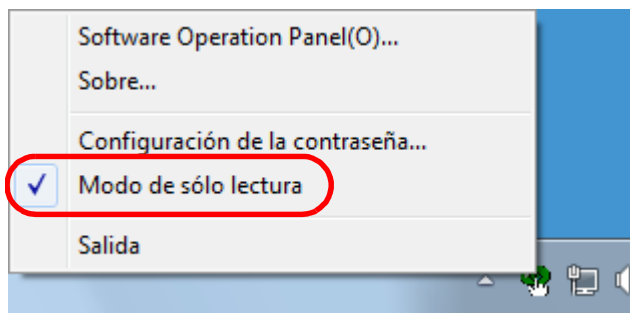 Software Operation Panel(O)...
Sobre...
Configuración de la contraseña...
Modo de sólo lectura
Salida